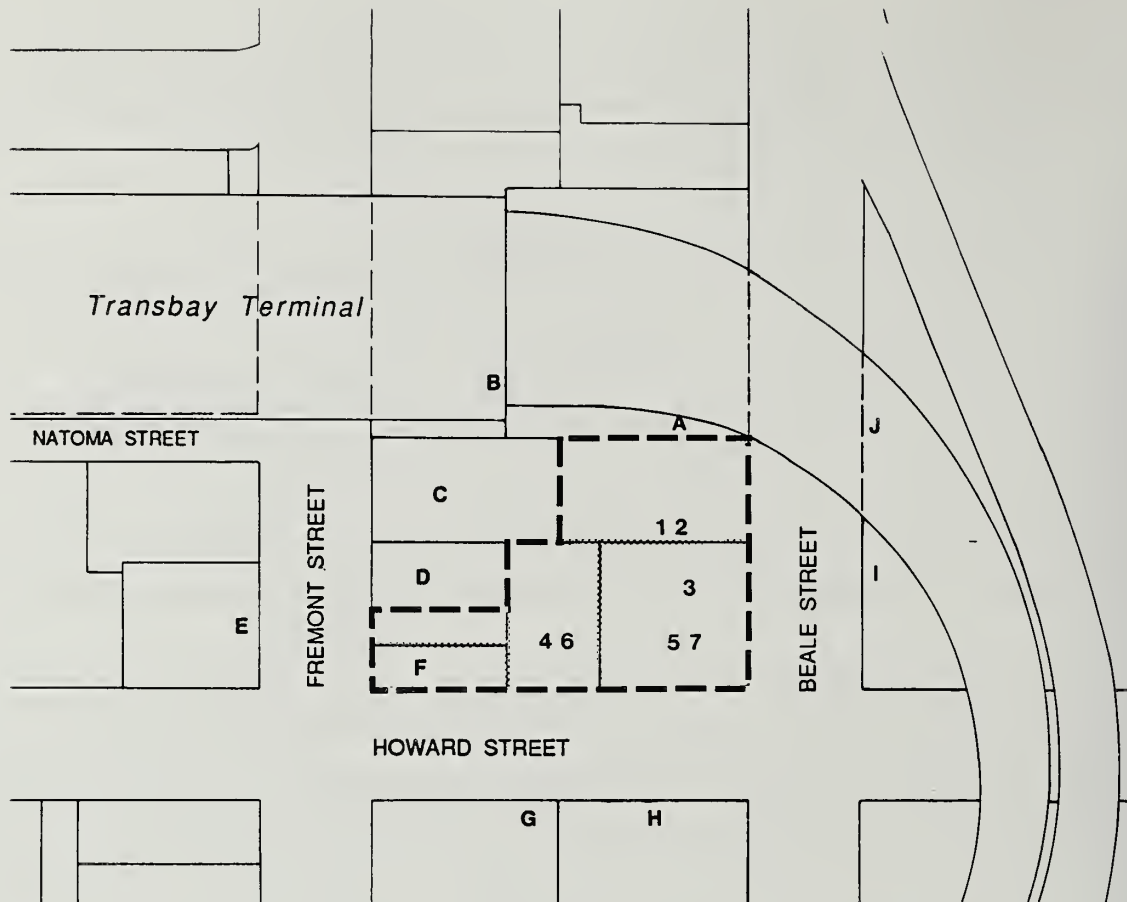 Transbay Terminal
B
A
J
NATOMA STREET
C
1 2
FREMONT STREET
BEALE STREET
D
3
I
E
4 6
5 7
F
HOWARD STREET
G
H